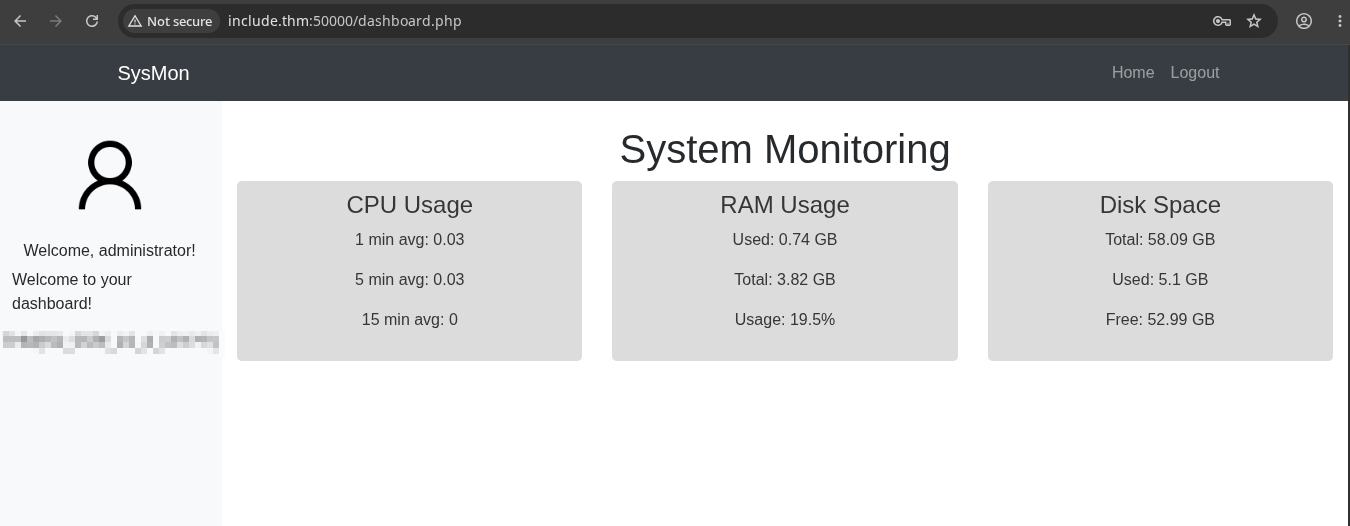 Not secure include.thm:50000/dashboard.php
SysMon Home Logout
Welcome, administrator!
Welcome to your
dashboard!
System Monitoring
CPU Usage
1 min avg: 0.03
5 min avg: 0.03
15 min avg: 0
RAM Usage
Used: 0.74 GB
Total: 3.82 GB
Usage: 19.5%
Disk Space
Total: 58.09 GB
Used: 5.1 GB
Free: 52.99 GB